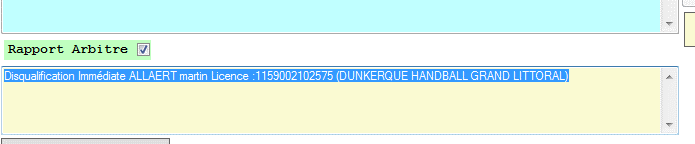 Rapport Arbitre
Disqualification Immédiate ALLAERT martin Licence :1159002102575 (DUNKERQUE HANDBALL GRAND LITTORAL)